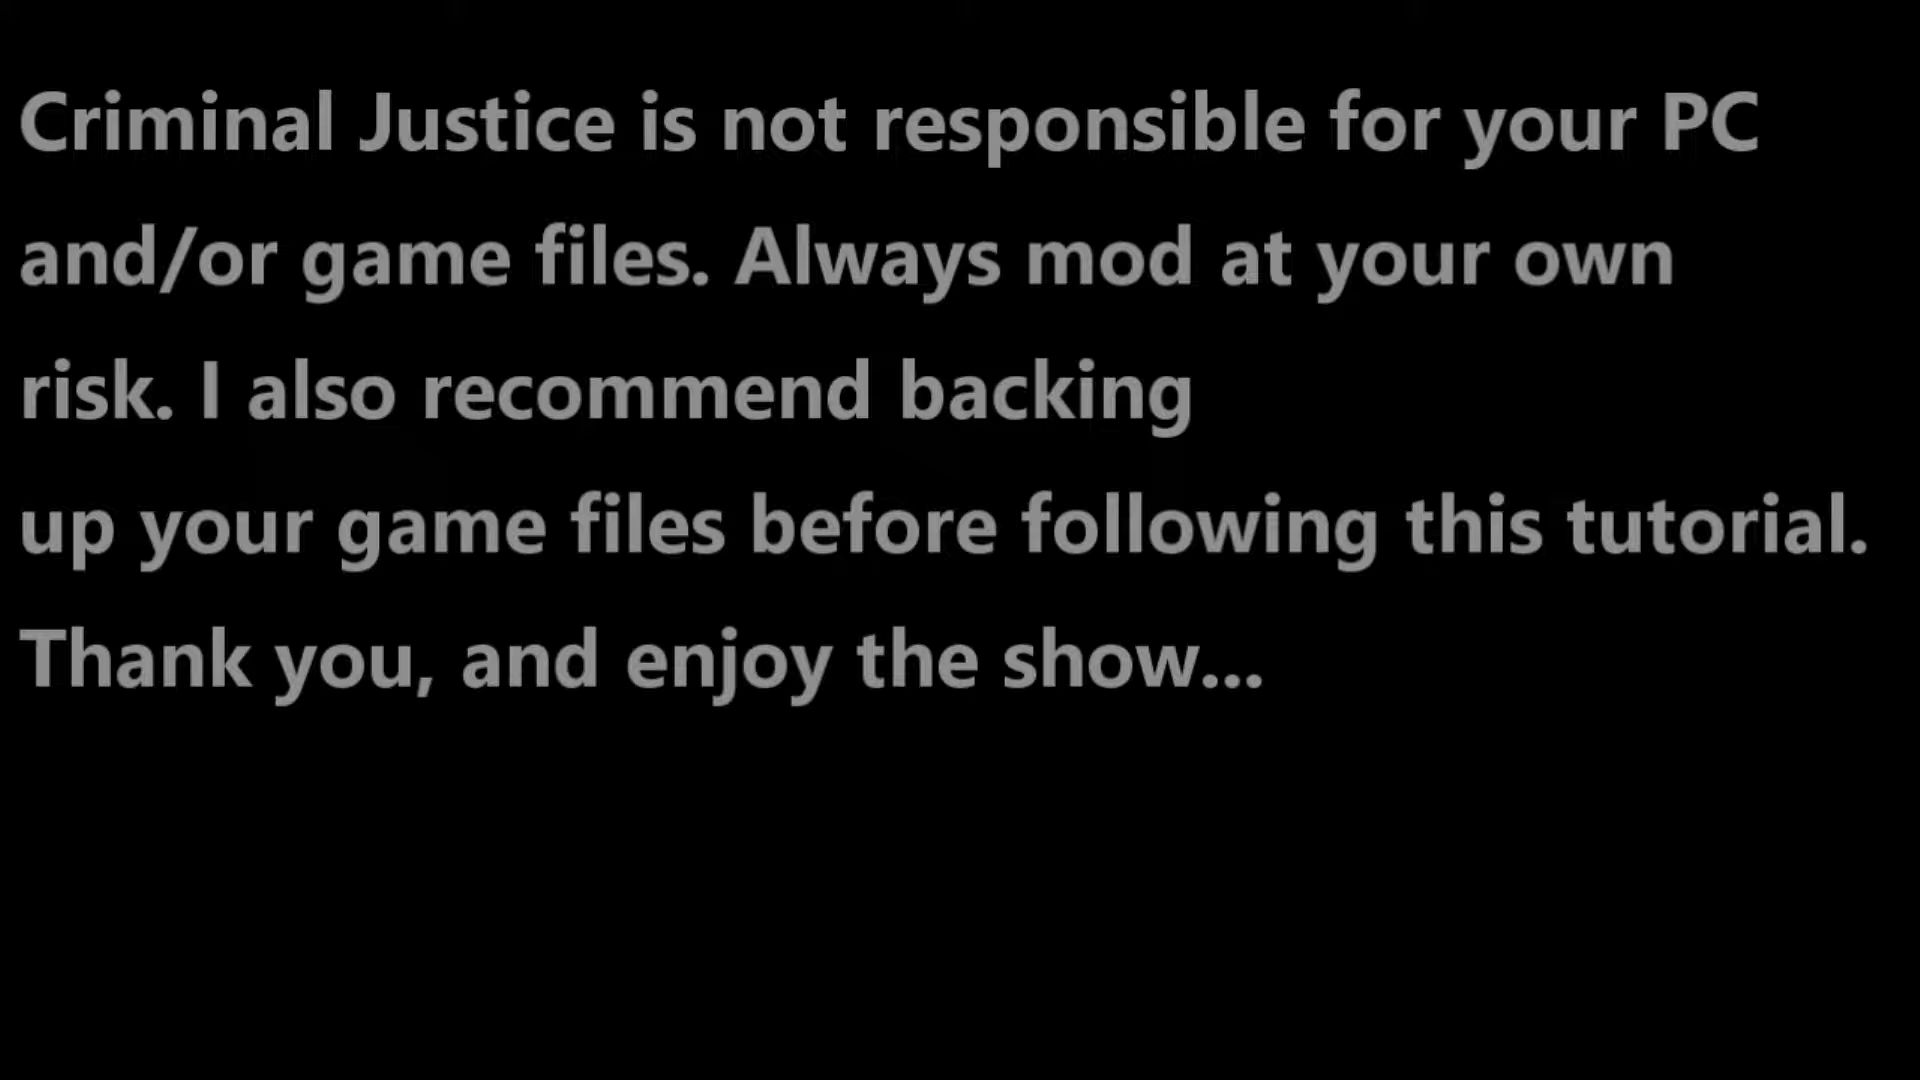 Criminal Justice is not responsible for your PC
and/or game files. Always mod at your own
risk. I also recommend backing
up your game files before following this tutorial.
Thank you, and enjoy the show...